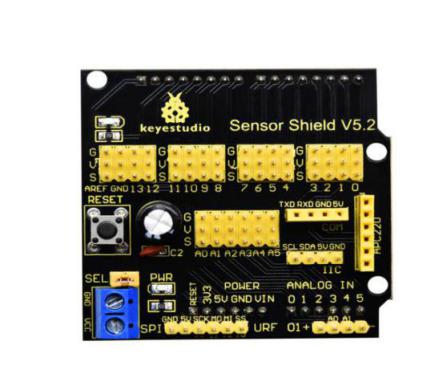 keyestudio
Sensor Shield V5.2
G
V
S
AREF GND 13 12 11 10 9 8 7 6 5 4 3 2 1 0
RESET
TXD RXD GND 5V
COM
G
V
S
C2
APC220
A0 A1 A2 A3 A4 A5
SCL SDA 5V GND
IIC
SEL
PWR
GND
VCC
RESET
3V3
POWER
5V GND VIN
ANALOG IN
0 1 2 3 4 5
GND 5V SCK MO MI SS
SPI
URF
01+
A0 A1